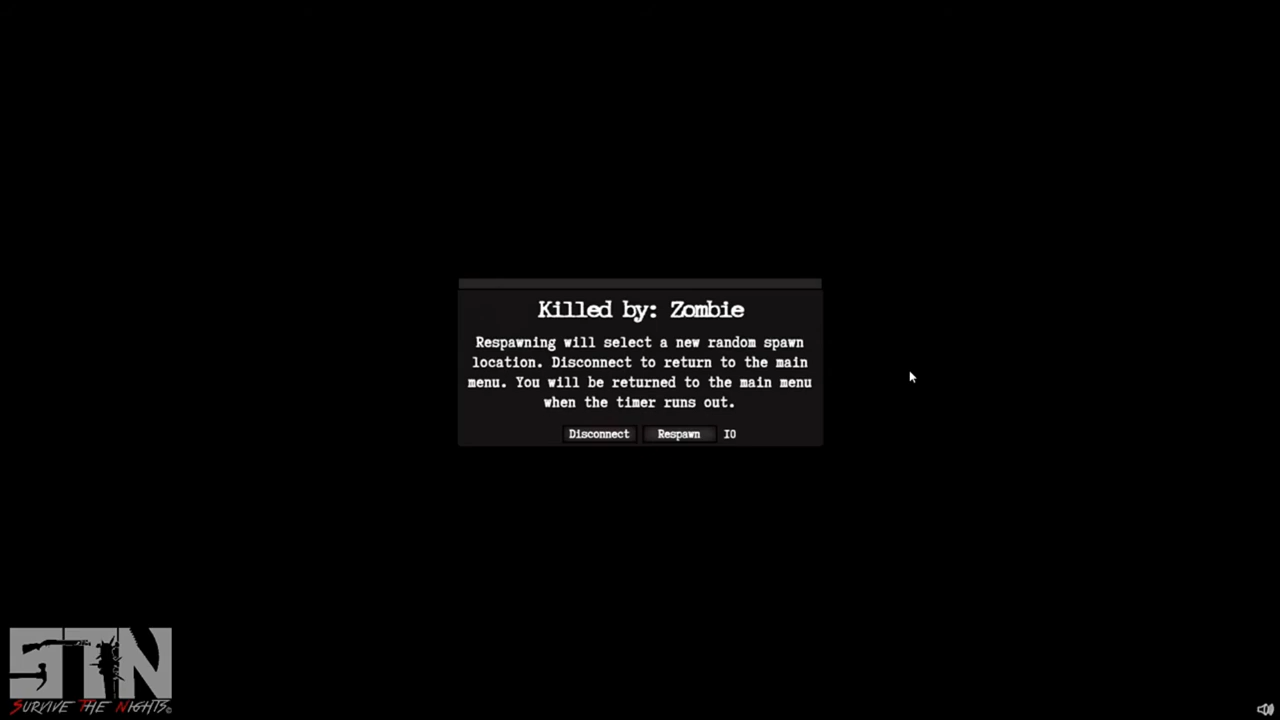 Killed by: Zombie
Respawning will select a new random spawn
location. Disconnect to return to the main
menu. You will be returned to the main menu
when the timer runs out.
Disconnect Respawn 10
STN
SURVIVE THE NIGHTS©